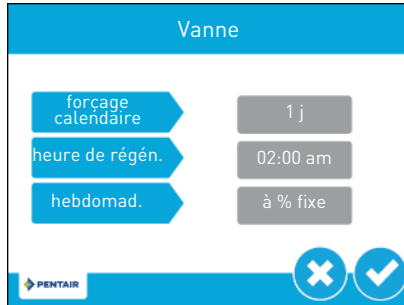 Vanne
forçage
calendaire
1 j
heure de régén.
02:00 am
hebdomad.
à % fixe
PENTAIR